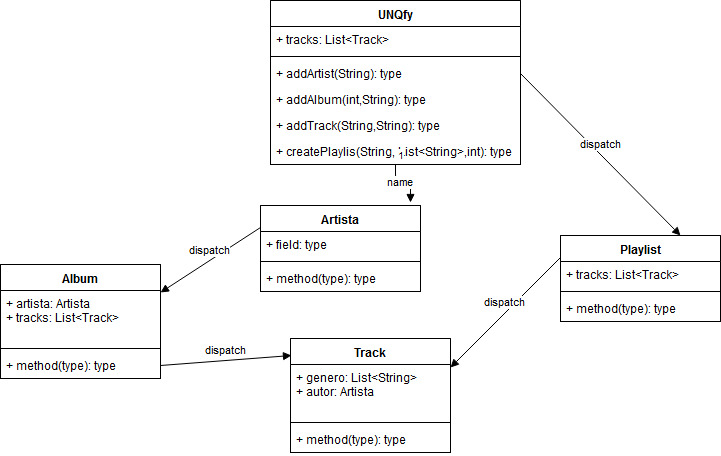 UNQfy
+ tracks: List<Track>
+ addArtist(String): type
+ addAlbum(int,String): type
+ addTrack(String,String): type
+ createPlaylis(String, List<String>,int): type
dispatch
name
Artista
+ field: type
+ method(type): type
dispatch
Playlist
+ tracks: List<Track>
+ method(type): type
Album
+ artista: Artista
+ tracks: List<Track>
+ method(type): type
dispatch
dispatch
Track
+ genero: List<String>
+ autor: Artista
+ method(type): type